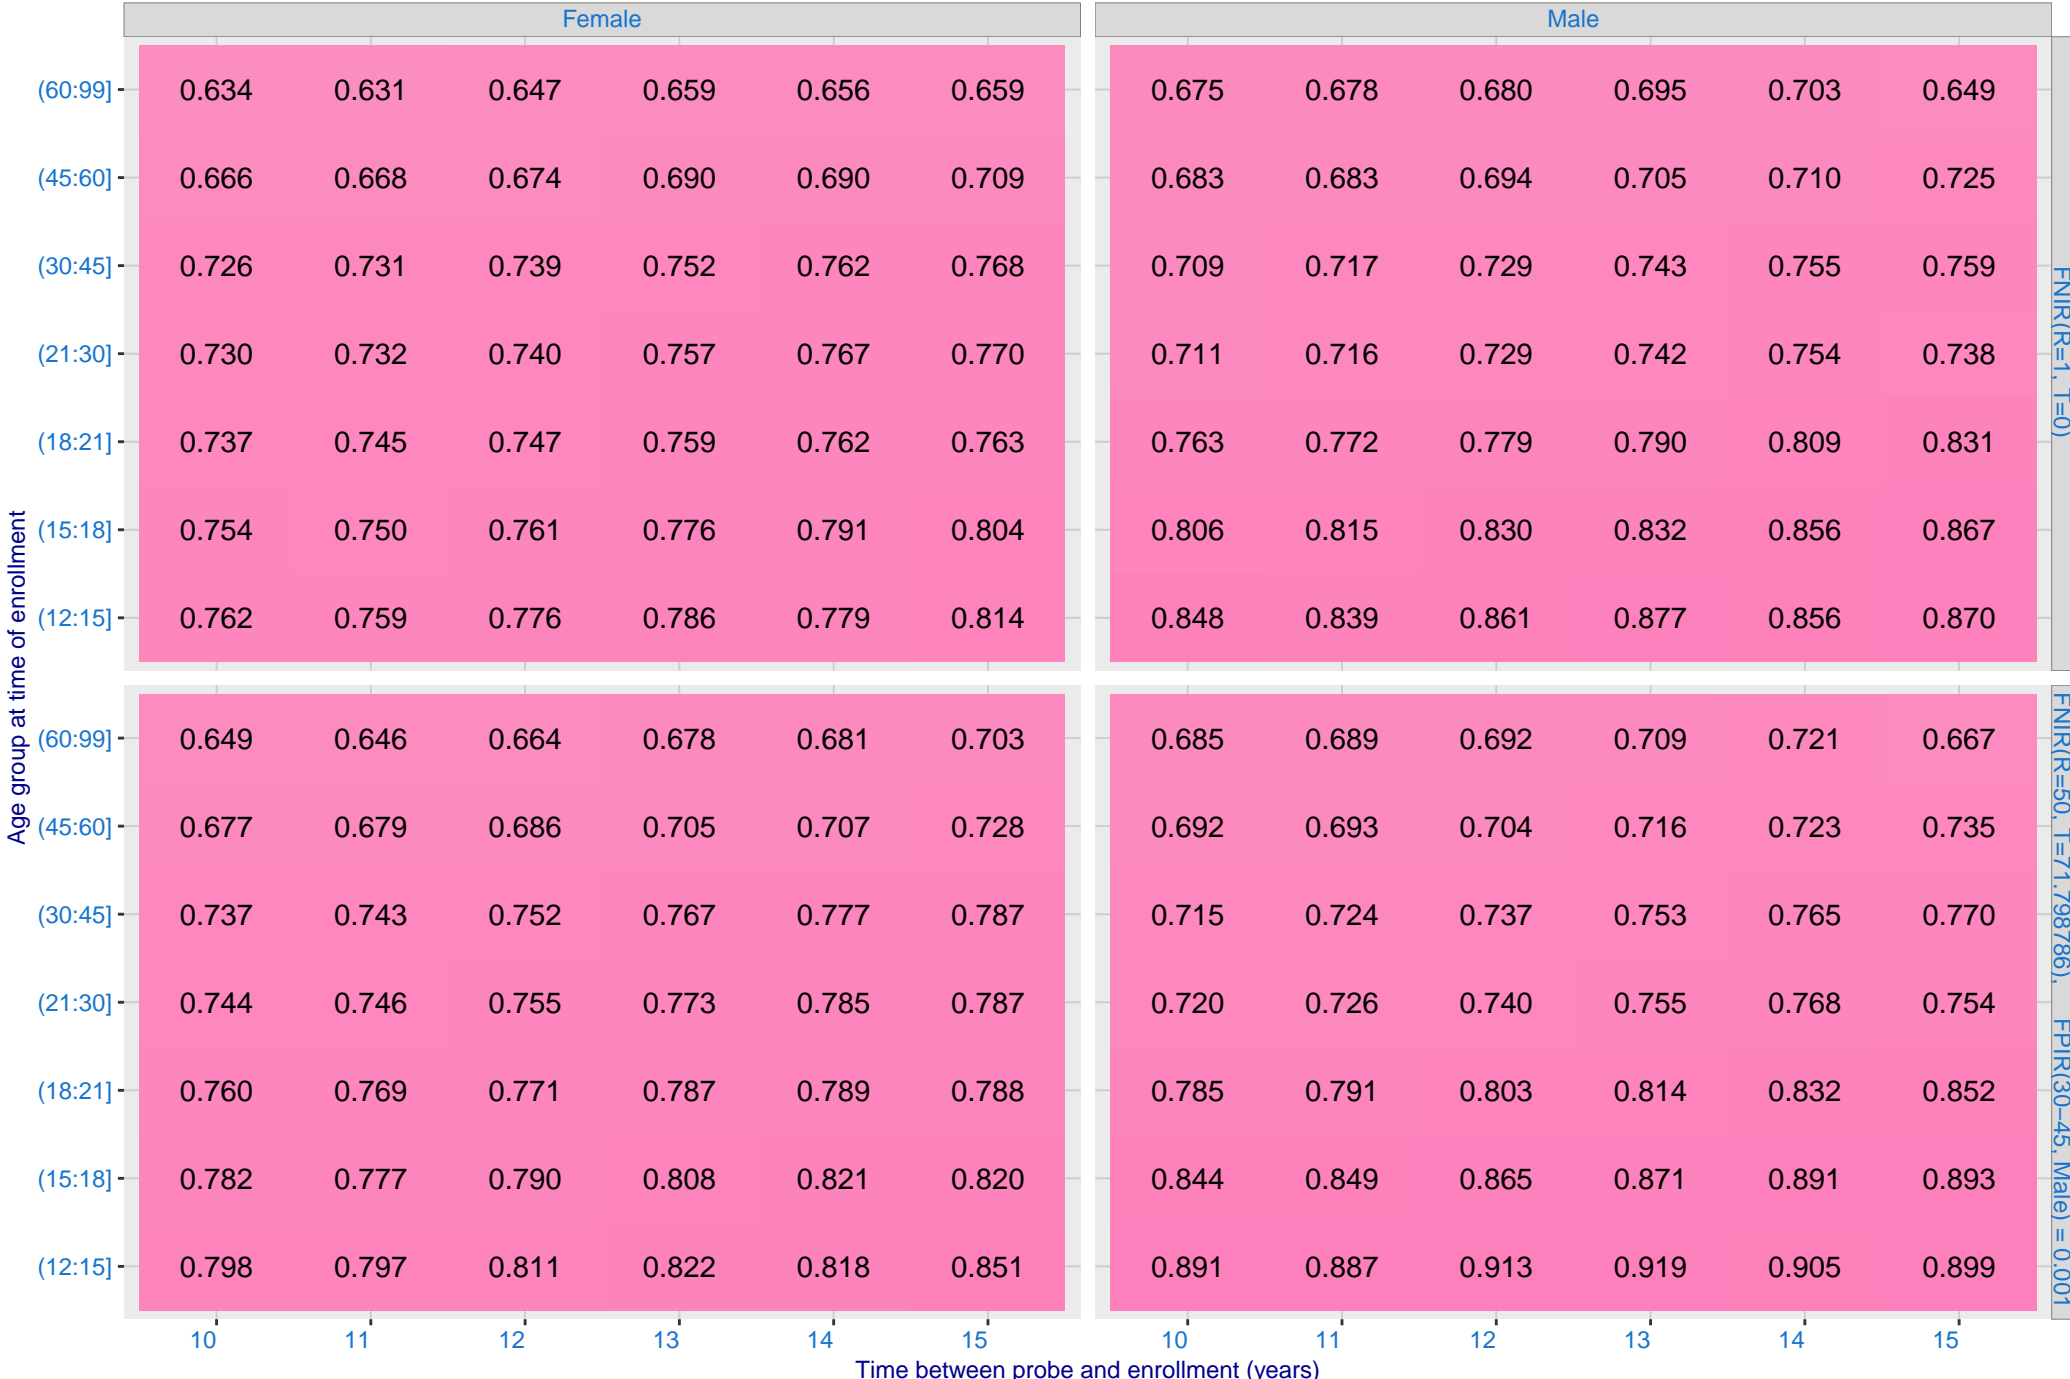 Female Male
(60:99] 0.634 0.631 0.647 0.659 0.656 0.659 0.675 0.678 0.680 0.695 0.703 0.649
(45:60] 0.666 0.668 0.674 0.690 0.690 0.709 0.683 0.683 0.694 0.705 0.710 0.725
(30:45] 0.726 0.731 0.739 0.752 0.762 0.768 0.709 0.717 0.729 0.743 0.755 0.759
(21:30] 0.730 0.732 0.740 0.757 0.767 0.770 0.711 0.716 0.729 0.742 0.754 0.738
(18:21] 0.737 0.745 0.747 0.759 0.762 0.763 0.763 0.772 0.779 0.790 0.809 0.831
(15:18] 0.754 0.750 0.761 0.776 0.791 0.804 0.806 0.815 0.830 0.832 0.856 0.867
(12:15] 0.762 0.759 0.776 0.786 0.779 0.814 0.848 0.839 0.861 0.877 0.856 0.870
FNIR(R=1, T=0)
Age group at time of enrollment
(60:99] 0.649 0.646 0.664 0.678 0.681 0.703 0.685 0.689 0.692 0.709 0.721 0.667
(45:60] 0.677 0.679 0.686 0.705 0.707 0.728 0.692 0.693 0.704 0.716 0.723 0.735
(30:45] 0.737 0.743 0.752 0.767 0.777 0.787 0.715 0.724 0.737 0.753 0.765 0.770
(21:30] 0.744 0.746 0.755 0.773 0.785 0.787 0.720 0.726 0.740 0.755 0.768 0.754
(18:21] 0.760 0.769 0.771 0.787 0.789 0.788 0.785 0.791 0.803 0.814 0.832 0.852
(15:18] 0.782 0.777 0.790 0.808 0.821 0.820 0.844 0.849 0.865 0.871 0.891 0.893
(12:15] 0.798 0.797 0.811 0.822 0.818 0.851 0.891 0.887 0.913 0.919 0.905 0.899
FNIR(R=50, T=71.798786), FPIR(30−45, Male) = 0.001
10 11 12 13 14 15 10 11 12 13 14 15
Time between probe and enrollment (years)